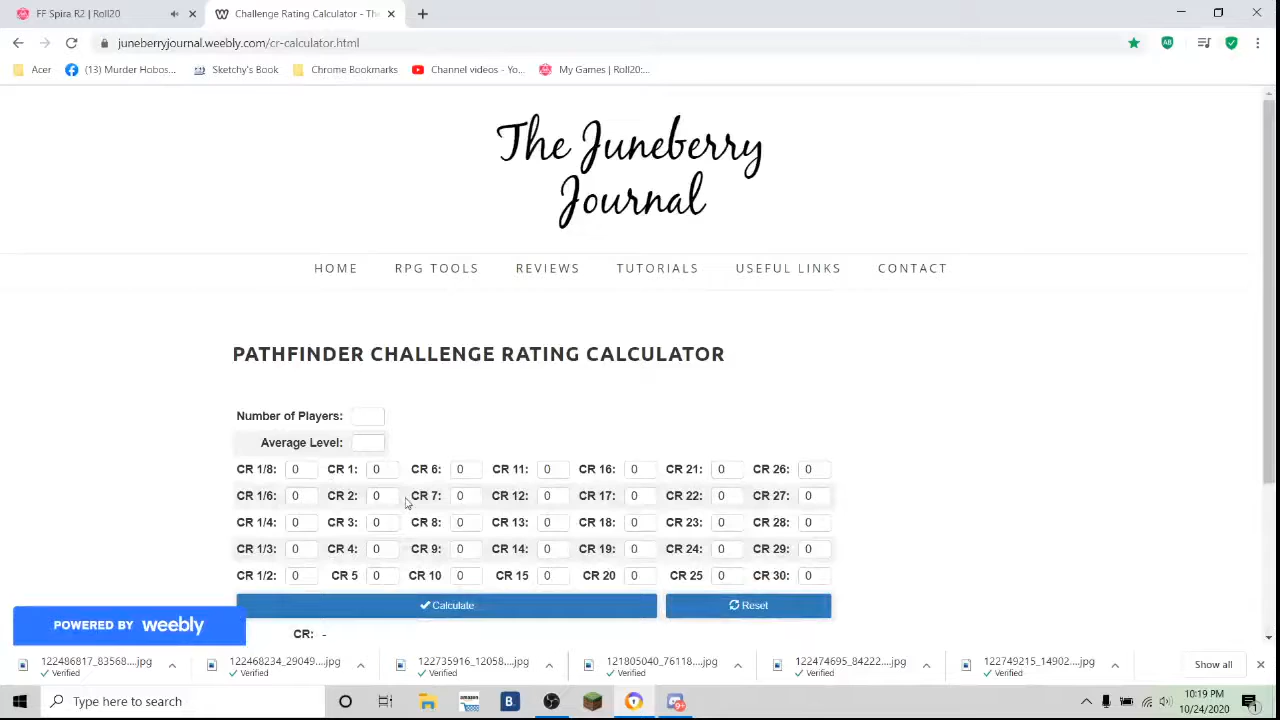 FF Spira R2 | Roll20
Challenge Rating Calculator - The
juneberryjournal.weebly.com/cr-calculator.html
Acer
(13) Murder Hobos...
Sketchy's Book
Chrome Bookmarks
Channel videos - Yo...
My Games | Roll20:...
The Juneberry
Journal
HOME RPG TOOLS REVIEWS TUTORIALS USEFUL LINKS CONTACT
PATHFINDER CHALLENGE RATING CALCULATOR
Number of Players:
Average Level:
CR 1/8: 0 CR 1: 0 CR 6: 0 CR 11: 0 CR 16: 0 CR 21: 0 CR 26: 0
CR 1/6: 0 CR 2: 0 CR 7: 0 CR 12: 0 CR 17: 0 CR 22: 0 CR 27: 0
CR 1/4: 0 CR 3: 0 CR 8: 0 CR 13: 0 CR 18: 0 CR 23: 0 CR 28: 0
CR 1/3: 0 CR 4: 0 CR 9: 0 CR 14: 0 CR 19: 0 CR 24: 0 CR 29: 0
CR 1/2: 0 CR 5 0 CR 10 0 CR 15 0 CR 20 0 CR 25 0 CR 30: 0
Calculate Reset
POWERED BY weebly
CR: -
122486817_83568....jpg 122468234_29049....jpg 122735916_12058....jpg 121805040_76118....jpg 122474695_84222....jpg 122749215_14902....jpg Show all
Verified Verified Verified Verified Verified Verified
Type here to search
amazon
B
10:19 PM
10/24/2020